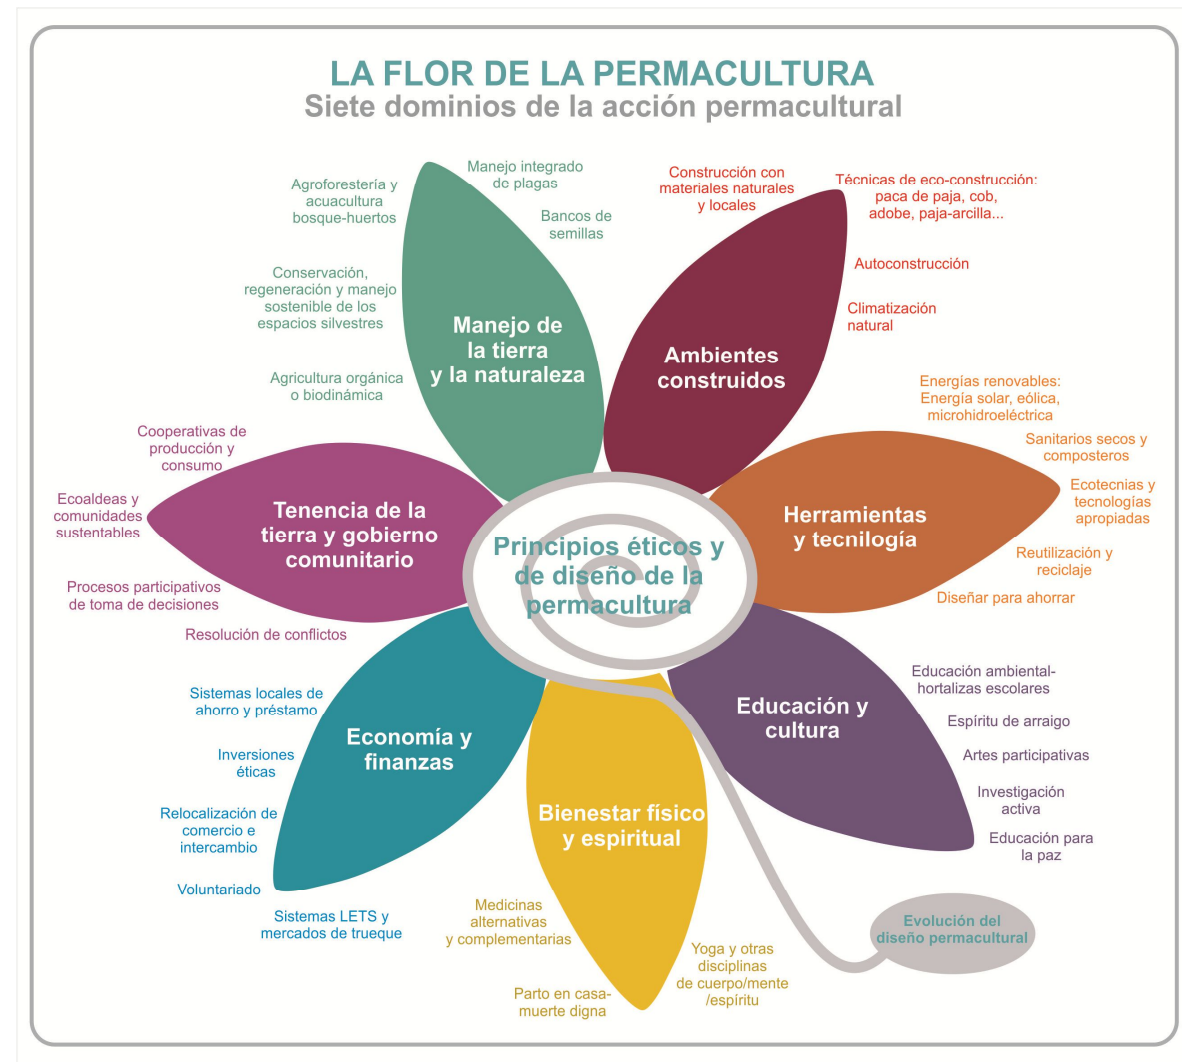 LA FLOR DE LA PERMACULTURA
Siete dominios de la acción permacultural
Manejo integrado
de plagas
Agroforestería y
acuacultura
bosque-huertos
Bancos de
semillas
Conservación,
regeneración y manejo
sostenible de los
espacios silvestres
Agricultura orgánica
o biodinámica
Manejo de
la tierra
y la naturaleza
Construcción con
materiales naturales
y locales
Técnicas de eco-construcción:
paca de paja, cob,
adobe, paja-arcilla...
Autoconstrucción
Climatización
natural
Ambientes
construidos
Energías renovables:
Energía solar, eólica,
microhidroeléctrica
Sanitarios secos y
composteros
Ecotecnias y
tecnologías
apropiadas
Reutilización y
reciclaje
Diseñar para ahorrar
Herramientas
y tecnilogía
Cooperativas de
producción y
consumo
Ecoaldeas y
comunidades
sustentables
Procesos participativos
de toma de decisiones
Resolución de conflictos
Tenencia de la
tierra y gobierno
comunitario
Principios éticos y
de diseño de la
permacultura
Educación y
cultura
Educación ambiental-
hortalizas escolares
Espíritu de arraigo
Artes participativas
Investigación
activa
Educación para
la paz
Sistemas locales de
ahorro y préstamo
Inversiones
éticas
Relocalización de
comercio e
intercambio
Voluntariado
Sistemas LETS y
mercados de trueque
Economía y
finanzas
Bienestar físico
y espiritual
Medicinas
alternativas
y complementarias
Parto en casa-
muerte digna
Yoga y otras
disciplinas
de cuerpo/mente
/espíritu
Evolución del
diseño permacultural